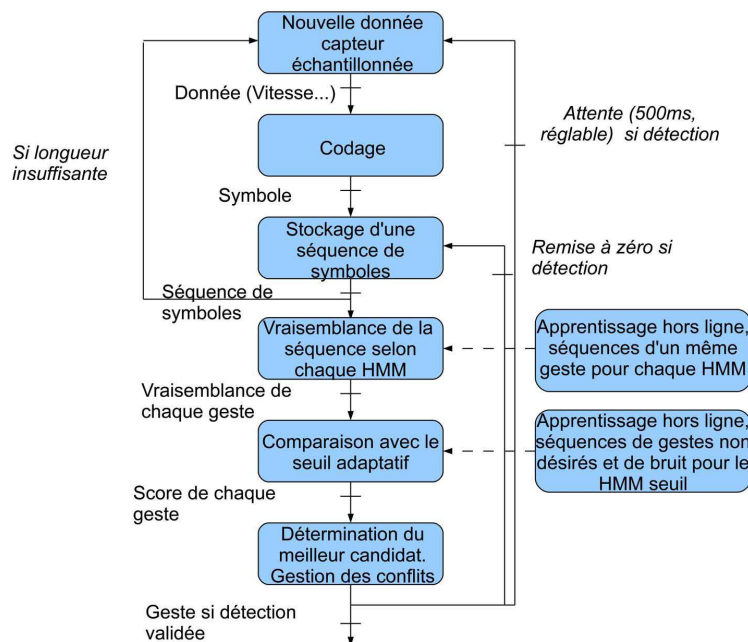 Nouvelle donnée
capteur
échantillonnée
Donnée (Vitesse...)
Attente (500ms,
réglable) si détection
Si longueur
insuffisante
Codage
Symbole
Stockage d'une
séquence de
symboles
Remise à zéro si
détection
Séquence de
symboles
Vraisemblance de la
séquence selon
chaque HMM
Apprentissage hors ligne,
séquences d'un même
geste pour chaque HMM
Vraisemblance de
chaque geste
Comparaison avec le
seuil adaptatif
Apprentissage hors ligne,
séquences de gestes non
désirés et de bruit pour le
HMM seuil
Score de chaque
geste
Détermination du
meilleur candidat.
Gestion des conflits
Geste si détection
validée